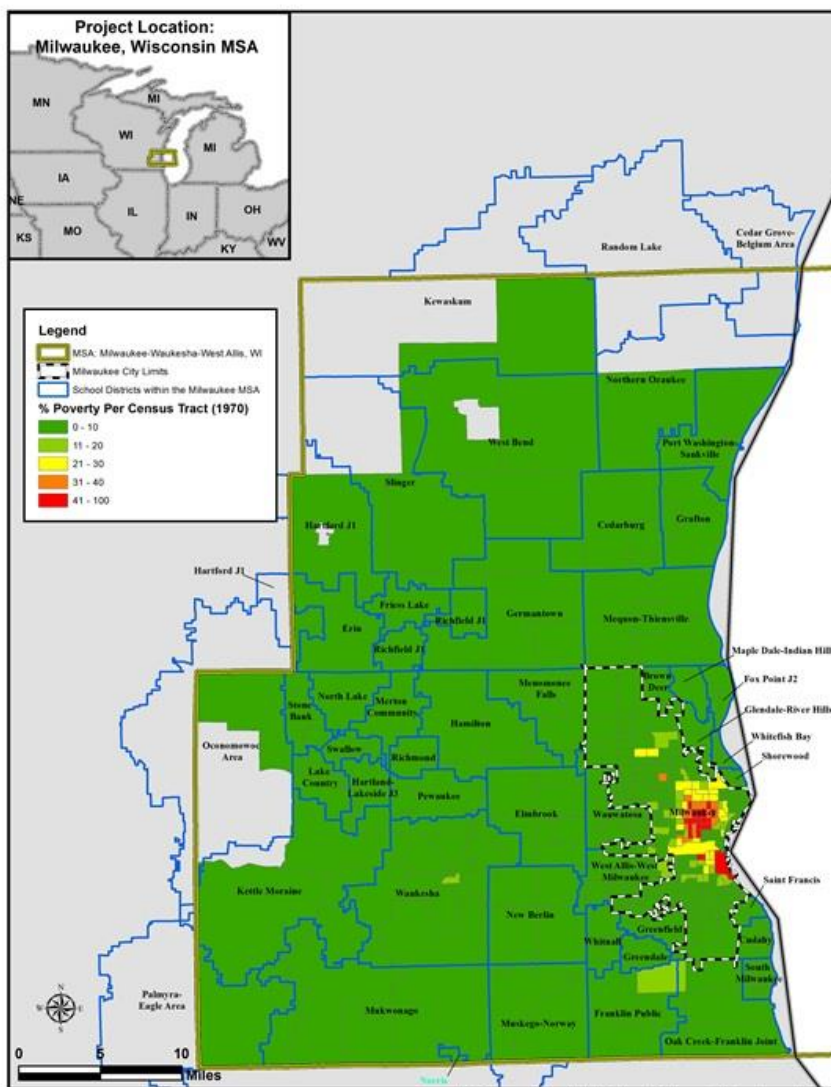 Project Location:
Milwaukee, Wisconsin MSA
MN
MI
WI
MI
IA
NE
IL
IN
OH
KS
MO
KY
WV
Random Lake
Cedar Grove-
Belgium Area
Kewaskum
Legend
MSA: Milwaukee-Waukesha-West Allis, WI
Milwaukee City Limits
School Districts within the Milwaukee MSA
% Poverty Per Census Tract (1970)
0 - 10
11 - 20
21 - 30
31 - 40
41 - 100
Northern Ozaukee
West Bend
Port Washington-
Saukville
Slinger
Hartford J1
Cedarburg
Grafton
Hartford J1
Friess Lake
Erin
Richfield J1
Richfield J1
Germantown
Mequon-Thiensville
Maple Dale-Indian Hill
Brown
Deer
Fox Point J2
Menomonee
Falls
North Lake
Merton
Community
Stone
Bank
Hamilton
Glendale-River Hills
Whitefish Bay
Shorewood
Oconomowoc
Area
Swallow
Richmond
Lake
Country
Hartland-
Lakeside J3
Pewaukee
Elmbrook
Wauwatosa
Milwaukee
West Allis-West
Milwaukee
Saint Francis
Kettle Moraine
Waukesha
New Berlin
Greenfield
Whitnall
Cudahy
Greendale
South
Milwaukee
Palmyra-
Eagle Area
Mukwonago
Muskego-Norway
Franklin Public
Oak Creek-Franklin Joint
N
W
E
S
0
5
10
Miles
Norris